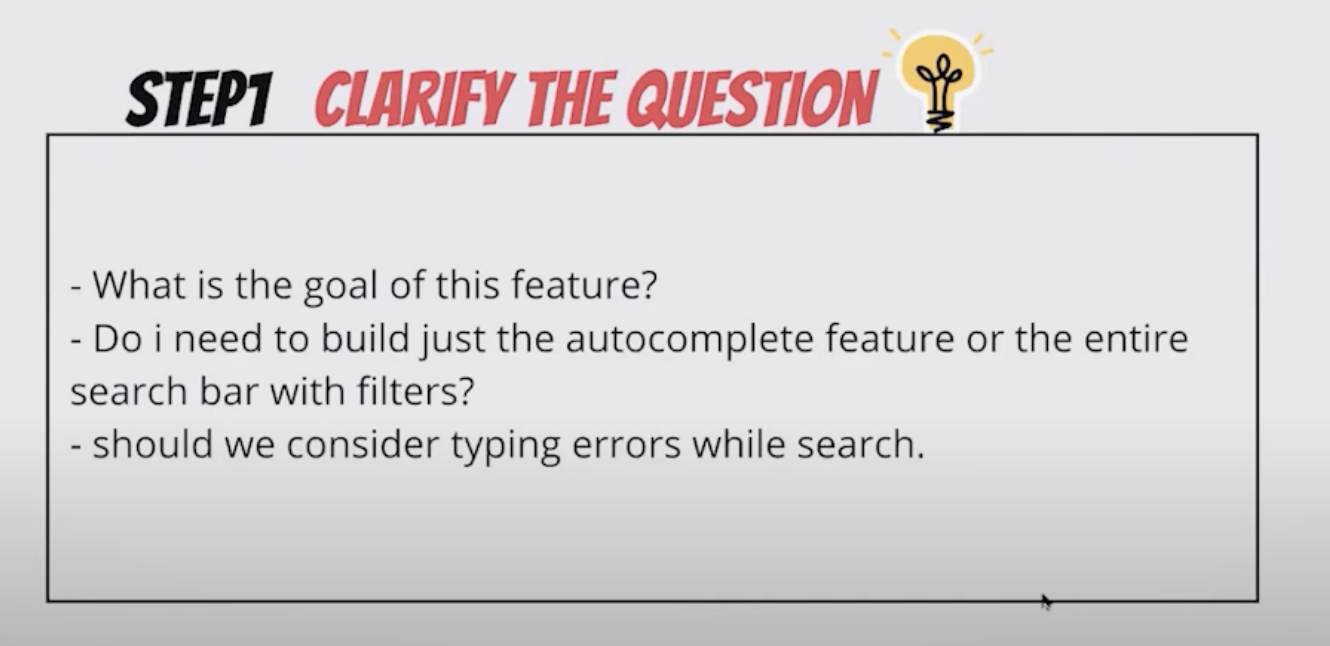 STEP1 CLARIFY THE QUESTION
- What is the goal of this feature?
- Do i need to build just the autocomplete feature or the entire
search bar with filters?
- should we consider typing errors while search.